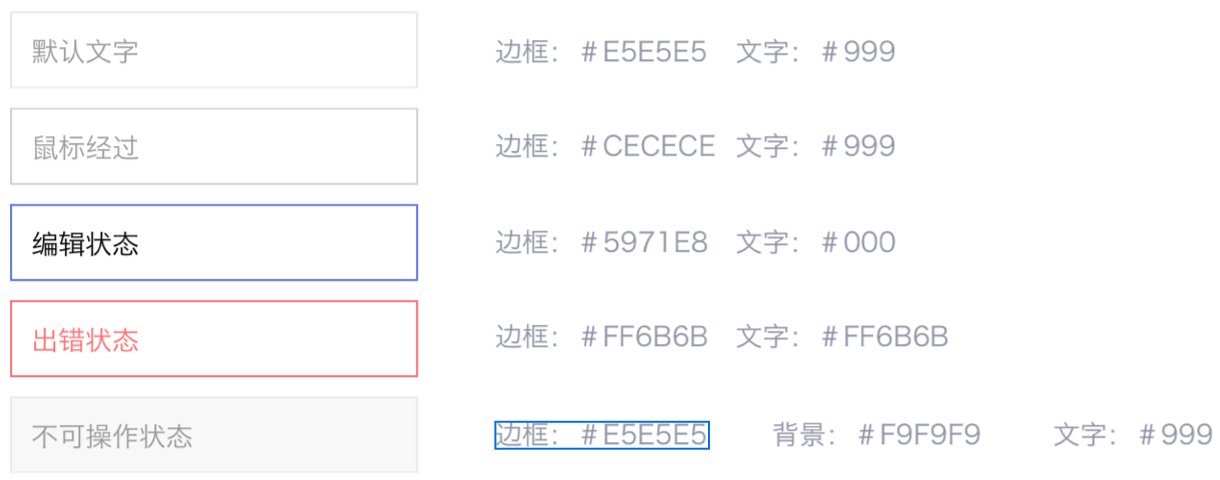 默认文字 边框： #E5E5E5 文字： #999
鼠标经过 边框： #CECECE 文字： #999
编辑状态 边框： #5971E8 文字： #000
出错状态 边框： #FF6B6B 文字： #FF6B6B
不可操作状态 边框： #E5E5E5 背景： #F9F9F9 文字： #999